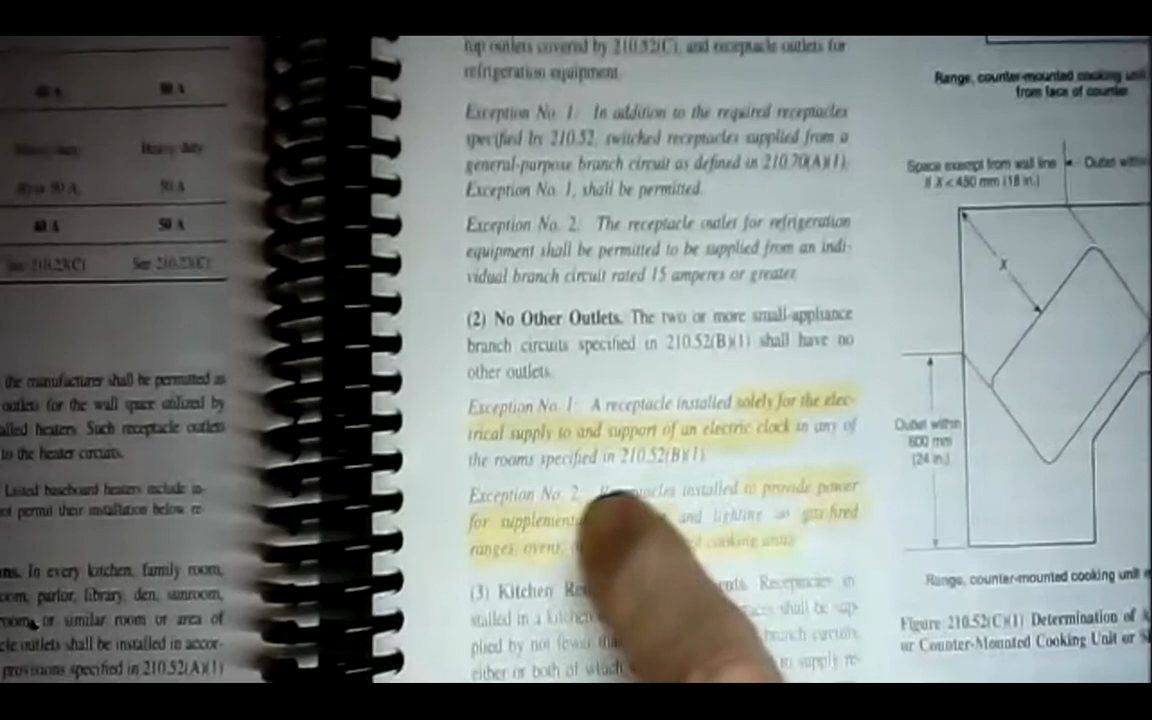 40 A
50 A
Heavy duty
Heavy duty
40 or 50 A
50 A
40 A
50 A
See 210.23(C)
See 210.23(C)
the manufacturer shall be permitted as
outlets for the wall space utilized by
alled heaters. Such receptacle outlets
to the heater circuits.
Listed baseboard heaters include in-
not permit their installation below re-
ns. In every kitchen, family room,
oom, parlor, library, den, sunroom,
room, or similar room or area of
cle outlets shall be installed in accor-
provisions specified in 210.52(A)(1)
top outlets covered by 210.52(C), and receptacle outlets for
refrigeration equipment.
Exception No. 1: In addition to the required receptacles
specified by 210.52, switched receptacles supplied from a
general-purpose branch circuit as defined in 210.70(A)(1),
Exception No. 1, shall be permitted.
Exception No. 2: The receptacle outlet for refrigeration
equipment shall be permitted to be supplied from an indi-
vidual branch circuit rated 15 amperes or greater.
(2) No Other Outlets. The two or more small-appliance
branch circuits specified in 210.52(B)(1) shall have no
other outlets.
Exception No. 1: A receptacle installed solely for the elec-
trical supply to and support of an electric clock in any of
the rooms specified in 210.52(B)(1).
Exception No. 2: installed to provide power
for supplemental and lighting on gas-fired
ranges, ovens, cooking units.
(3) Kitchen Receptacles in-
stalled in a kitchen shall be sup-
plied by not fewer than branch circuits,
either or both of which to supply re-
Range, counter-mounted cooking unit
from face of counter
Space exempt from wall line
if X < 450 mm (18 in.)
Outlet within
X
Outlet within
600 mm
(24 in.)
Range, counter-mounted cooking unit
Figure 210.52(C)(1) Determination of A
or Counter-Mounted Cooking Unit or Si